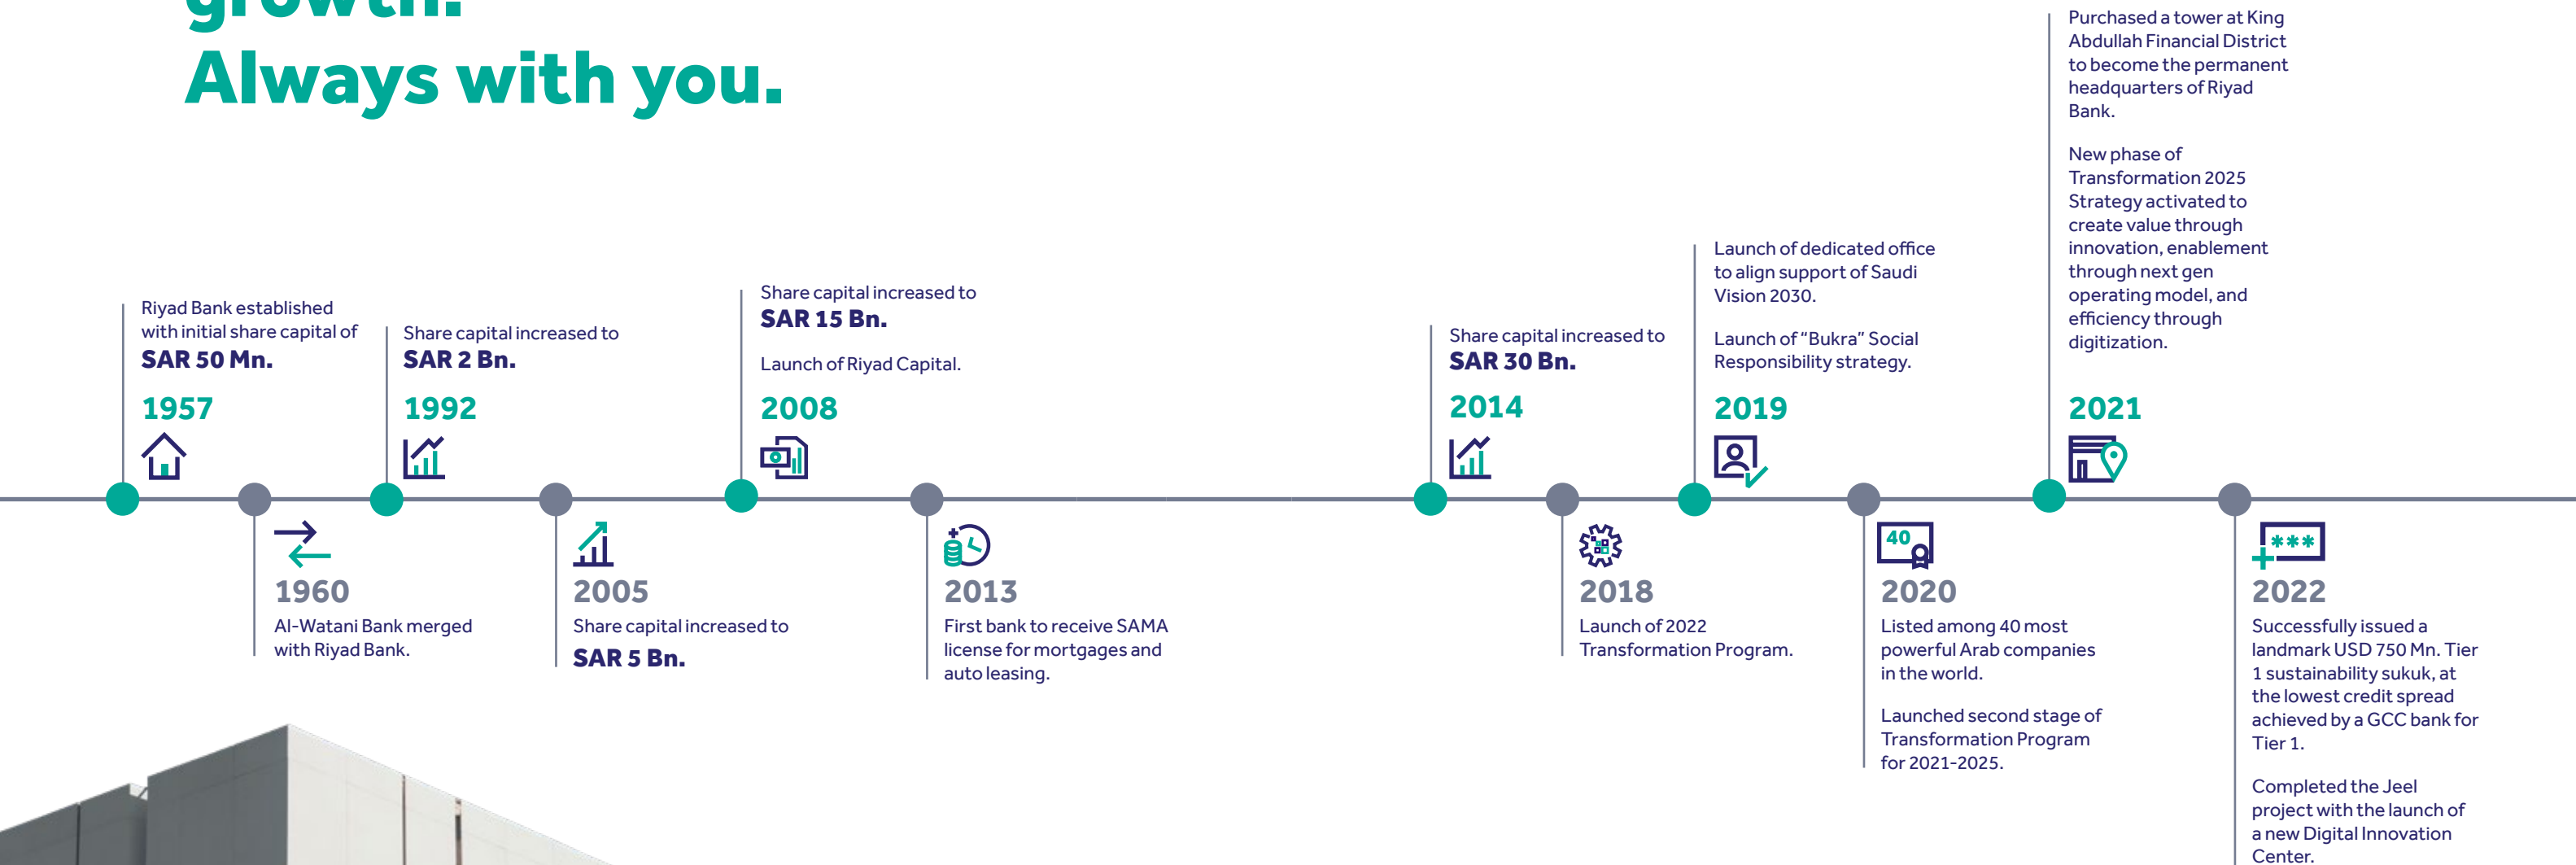 growth.
Always with you.
Riyad Bank established
with initial share capital of
SAR 50 Mn.
1957
1960
Al-Watani Bank merged
with Riyad Bank.
Share capital increased to
SAR 2 Bn.
1992
2005
Share capital increased to
SAR 5 Bn.
Share capital increased to
SAR 15 Bn.
Launch of Riyad Capital.
2008
2013
First bank to receive SAMA
license for mortgages and
auto leasing.
Share capital increased to
SAR 30 Bn.
2014
2018
Launch of 2022
Transformation Program.
Launch of dedicated office
to align support of Saudi
Vision 2030.
Launch of “Bukra” Social
Responsibility strategy.
2019
40
2020
Listed among 40 most
powerful Arab companies
in the world.
Launched second stage of
Transformation Program
for 2021-2025.
Purchased a tower at King
Abdullah Financial District
to become the permanent
headquarters of Riyad
Bank.
New phase of
Transformation 2025
Strategy activated to
create value through
innovation, enablement
through next gen
operating model, and
efficiency through
digitization.
2021
***
2022
Successfully issued a
landmark USD 750 Mn. Tier
1 sustainability sukuk, at
the lowest credit spread
achieved by a GCC bank for
Tier 1.
Completed the Jeel
project with the launch of
a new Digital Innovation
Center.